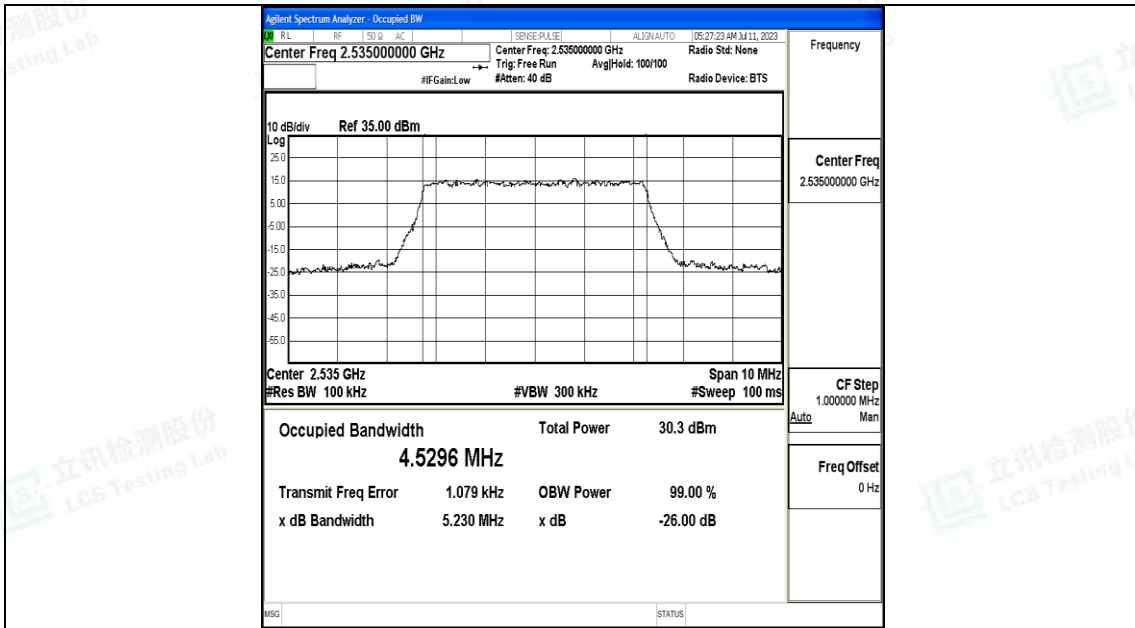 Agilent Spectrum Analyzer - Occupied BW
RL RF 50 Ω AC SENSE:PULSE ALIGN AUTO 05:27:23 AM Jul 11, 2023
Center Freq 2.535000000 GHz
Center Freq: 2.535000000 GHz
Radio Std: None
Trig: Free Run Avg|Hold: 100/100
#IFGain:Low
#Atten: 40 dB
Radio Device: BTS
10 dB/div Ref 35.00 dBm
Log
25.0
15.0
5.00
-5.00
-15.0
-25.0
-35.0
-45.0
-55.0
Center 2.535 GHz Span 10 MHz
#Res BW 100 kHz #VBW 300 kHz #Sweep 100 ms
Occupied Bandwidth Total Power 30.3 dBm
4.5296 MHz
Transmit Freq Error 1.079 kHz OBW Power 99.00 %
x dB Bandwidth 5.230 MHz x dB -26.00 dB
MSG STATUS
Frequency
Center Freq
2.535000000 GHz
CF Step
1.000000 MHz
Auto Man
Freq Offset
0 Hz
立讯检测股份
LCS Testing Lab